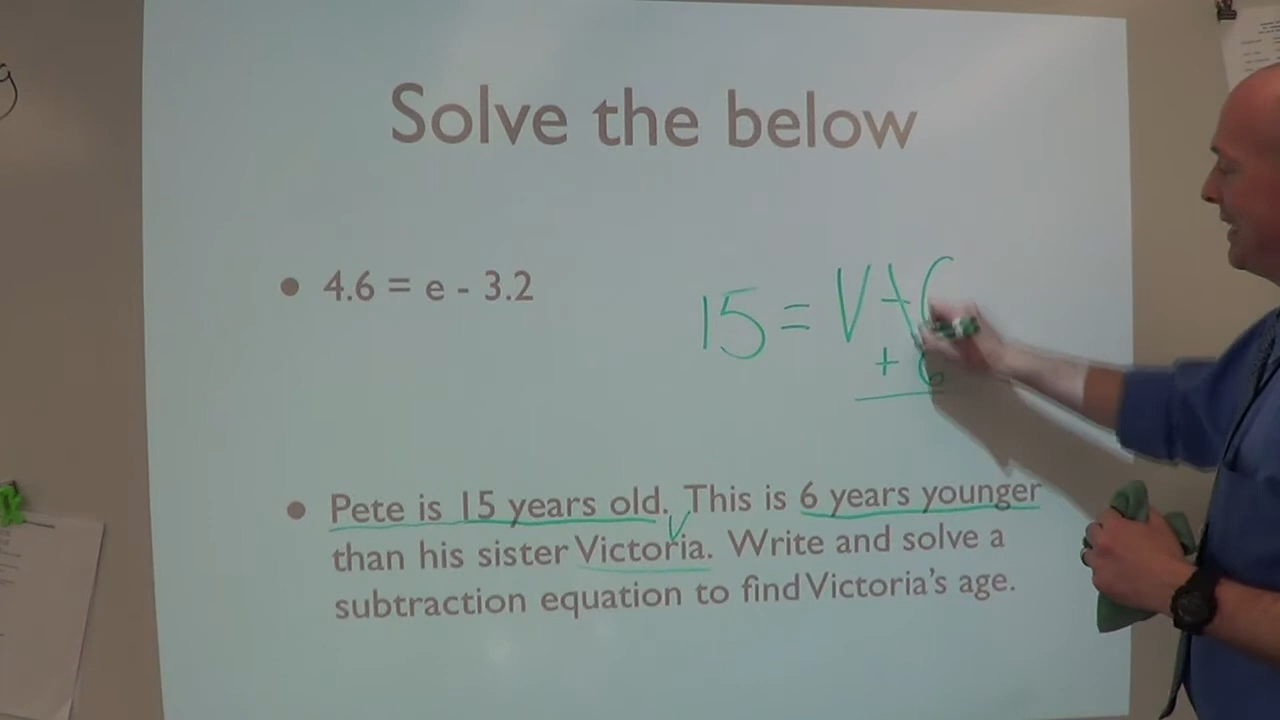 Solve the below
• 4.6 = e - 3.2
15 = V - 6
+ 6
• Pete is 15 years old. This is 6 years younger
V
than his sister Victoria. Write and solve a
subtraction equation to find Victoria's age.